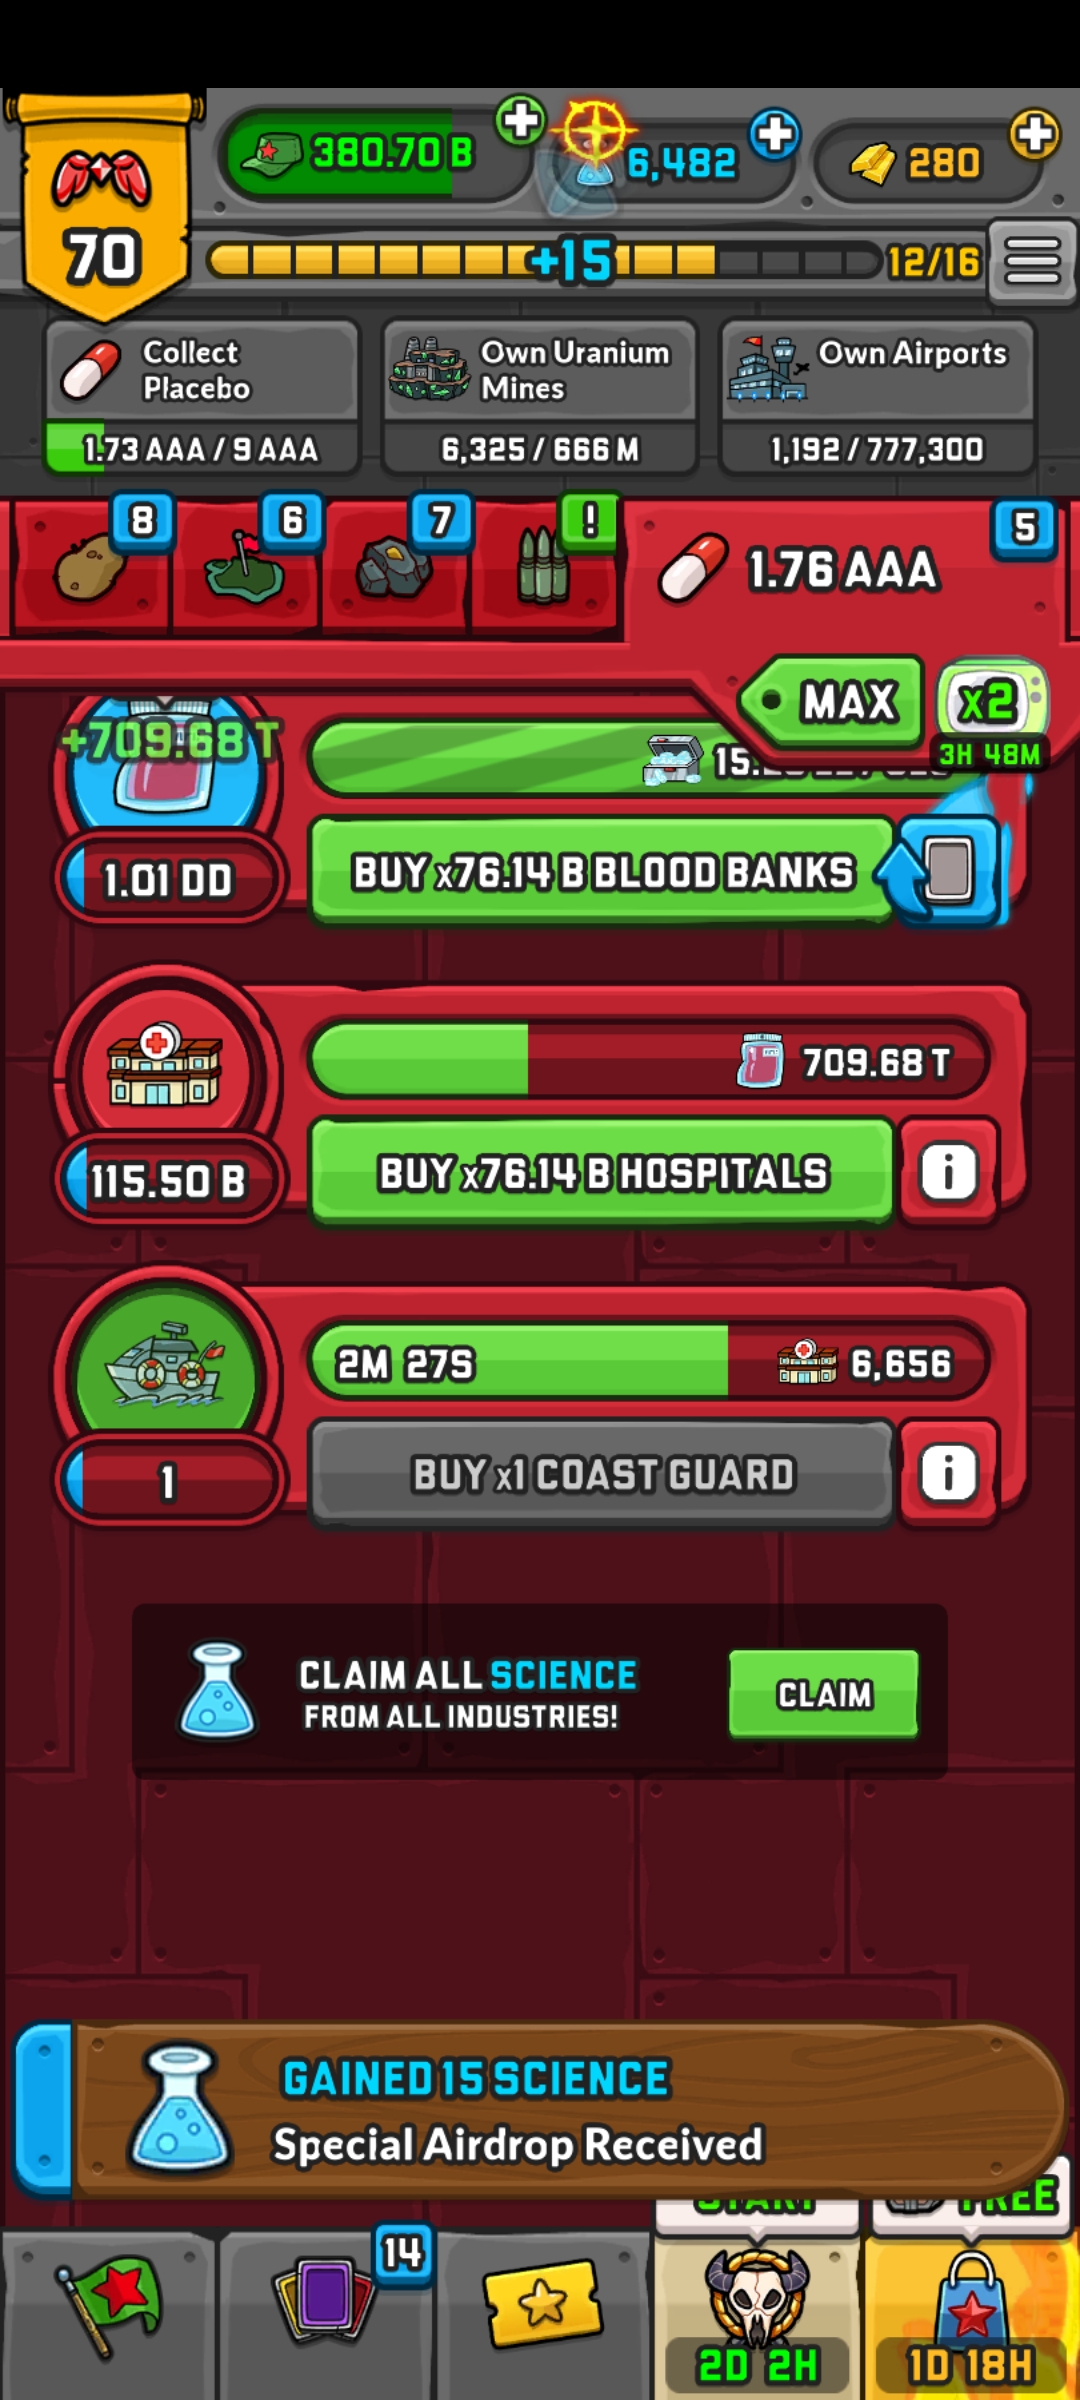 380.70 B
6,482
280
70
+15
12/16
Collect
Placebo
1.73 AAA / 9 AAA
Own Uranium
Mines
6,325 / 666 M
Own Airports
1,192 / 777,300
8
6
7
!
1.76 AAA
5
MAX
x2
3H 48M
+709.68 T
1.01 DD
BUY x76.14 B BLOOD BANKS
709.68 T
115.50 B
BUY x76.14 B HOSPITALS
i
2M 27S
6,656
1
BUY x1 COAST GUARD
i
CLAIM ALL SCIENCE
FROM ALL INDUSTRIES!
CLAIM
GAINED 15 SCIENCE
Special Airdrop Received
START
FREE
14
2D 2H
1D 18H